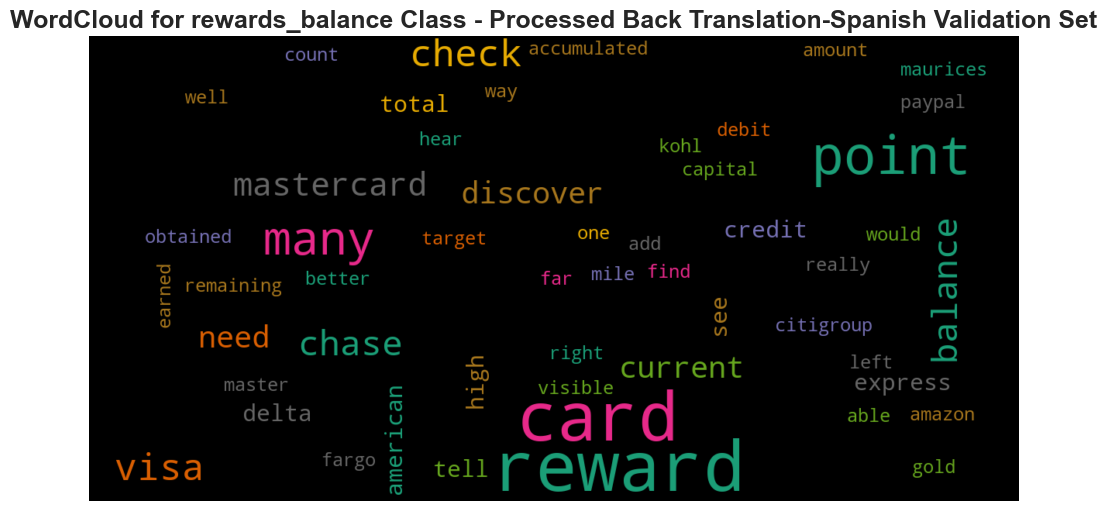 WordCloud for rewards_balance Class - Processed Back Translation-Spanish Validation Set
count
check
accumulated
amount
maurices
well
total
way
paypal
hear
debit
kohl
point
capital
mastercard
discover
obtained
many
target
one
add
credit
would
balance
earned
remaining
better
far
mile
find
really
need
chase
see
citigroup
high
right
current
left
visible
express
master
delta
american
card
able
amazon
visa
fargo
tell
reward
gold